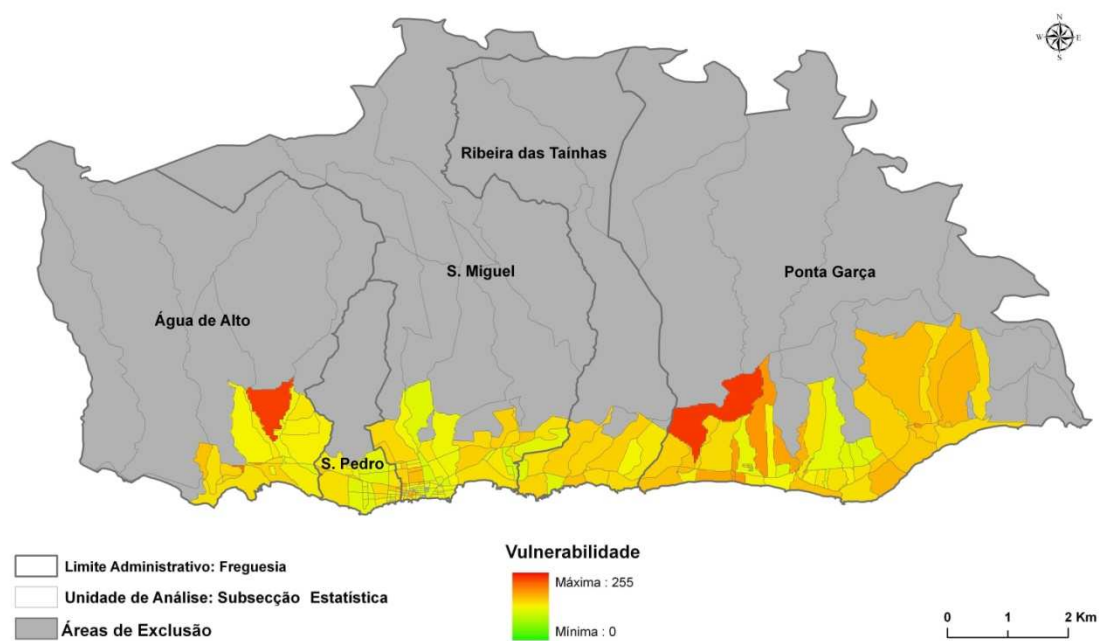 N
W E
S
Ribeira das Taínhas
S. Miguel
Ponta Garça
Água de Alto
S. Pedro
Limite Administrativo: Freguesia
Unidade de Análise: Subsecção Estatística
Áreas de Exclusão
Vulnerabilidade
Máxima : 255
Mínima : 0
0 1 2 Km